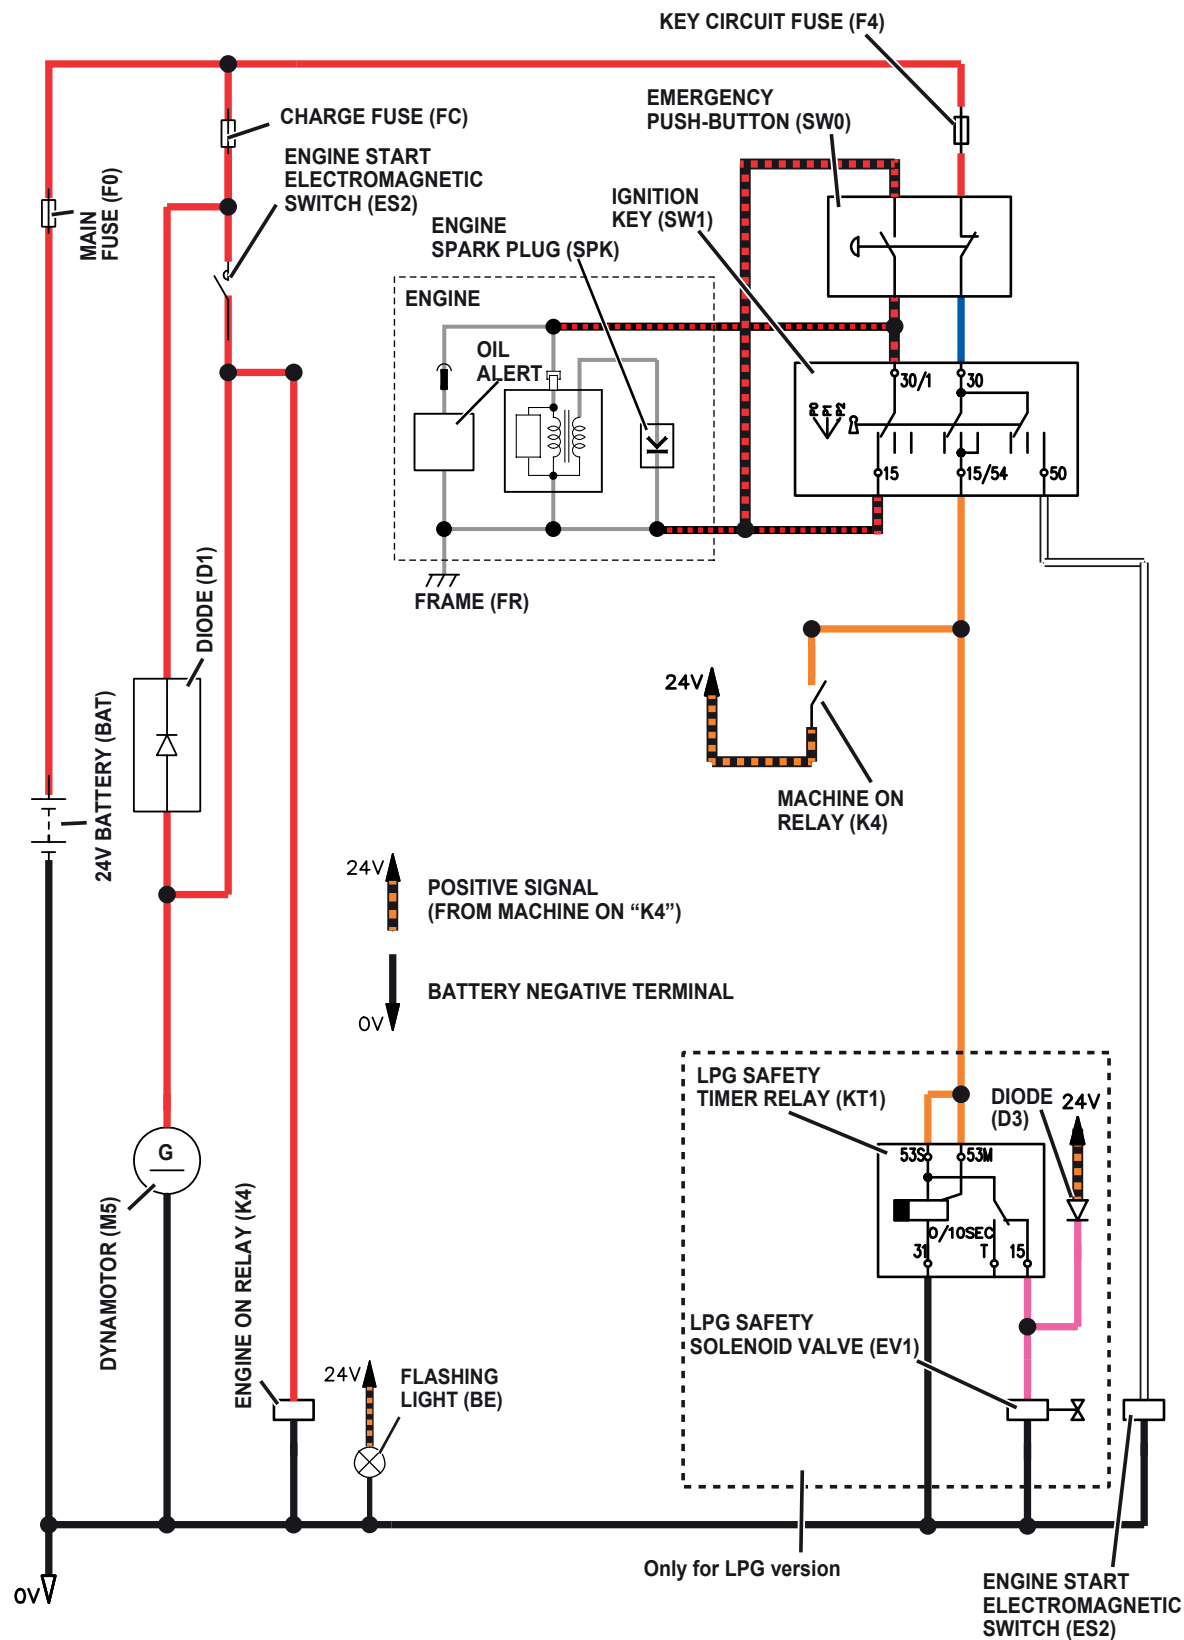 KEY CIRCUIT FUSE (F4)
CHARGE FUSE (FC)
EMERGENCY
PUSH-BUTTON (SW0)
ENGINE START
ELECTROMAGNETIC
SWITCH (ES2)
IGNITION
KEY (SW1)
ENGINE
SPARK PLUG (SPK)
MAIN
FUSE (F0)
ENGINE
OIL
ALERT
30/1
30
P0
P1
P2
15
15/54
50
FRAME (FR)
DIODE (D1)
24V
24V BATTERY (BAT)
MACHINE ON
RELAY (K4)
24V
POSITIVE SIGNAL
(FROM MACHINE ON “K4”)
BATTERY NEGATIVE TERMINAL
0V
LPG SAFETY
TIMER RELAY (KT1)
DIODE
(D3)
24V
53S
53M
G
0/10SEC
31
T
15
DYNAMOTOR (M5)
ENGINE ON RELAY (K4)
LPG SAFETY
SOLENOID VALVE (EV1)
24V
FLASHING
LIGHT (BE)
Only for LPG version
0V
ENGINE START
ELECTROMAGNETIC
SWITCH (ES2)